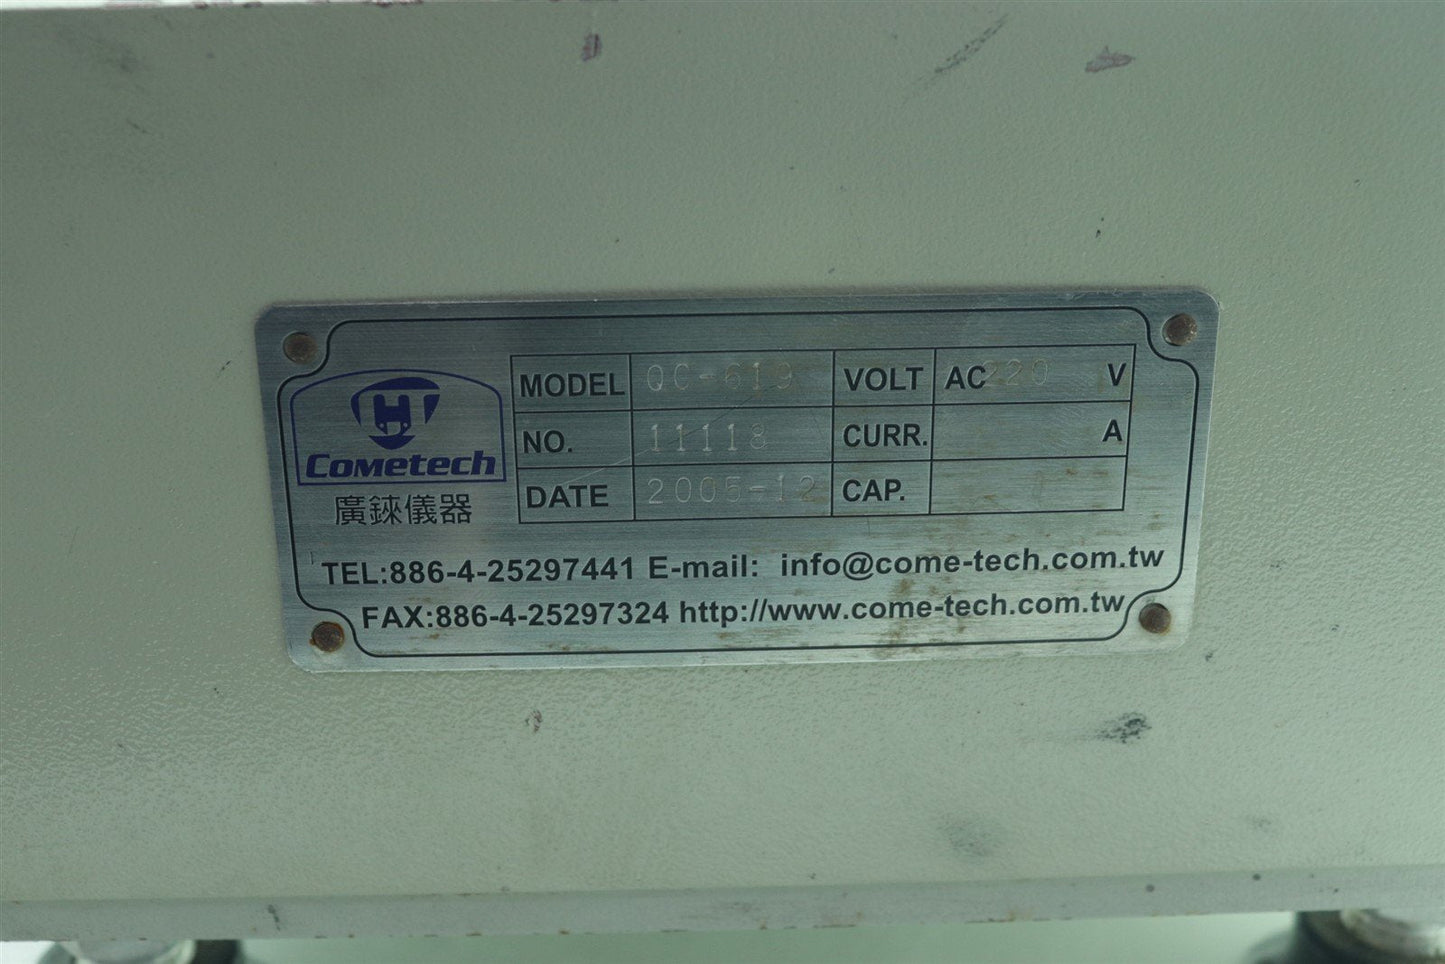 MODEL QC-619 VOLT AC 220 V
NO. 11118 CURR. A
DATE 2005-12 CAP.
Cometech
廣錸儀器
TEL:886-4-25297441 E-mail: info@come-tech.com.tw
FAX:886-4-25297324 http://www.come-tech.com.tw